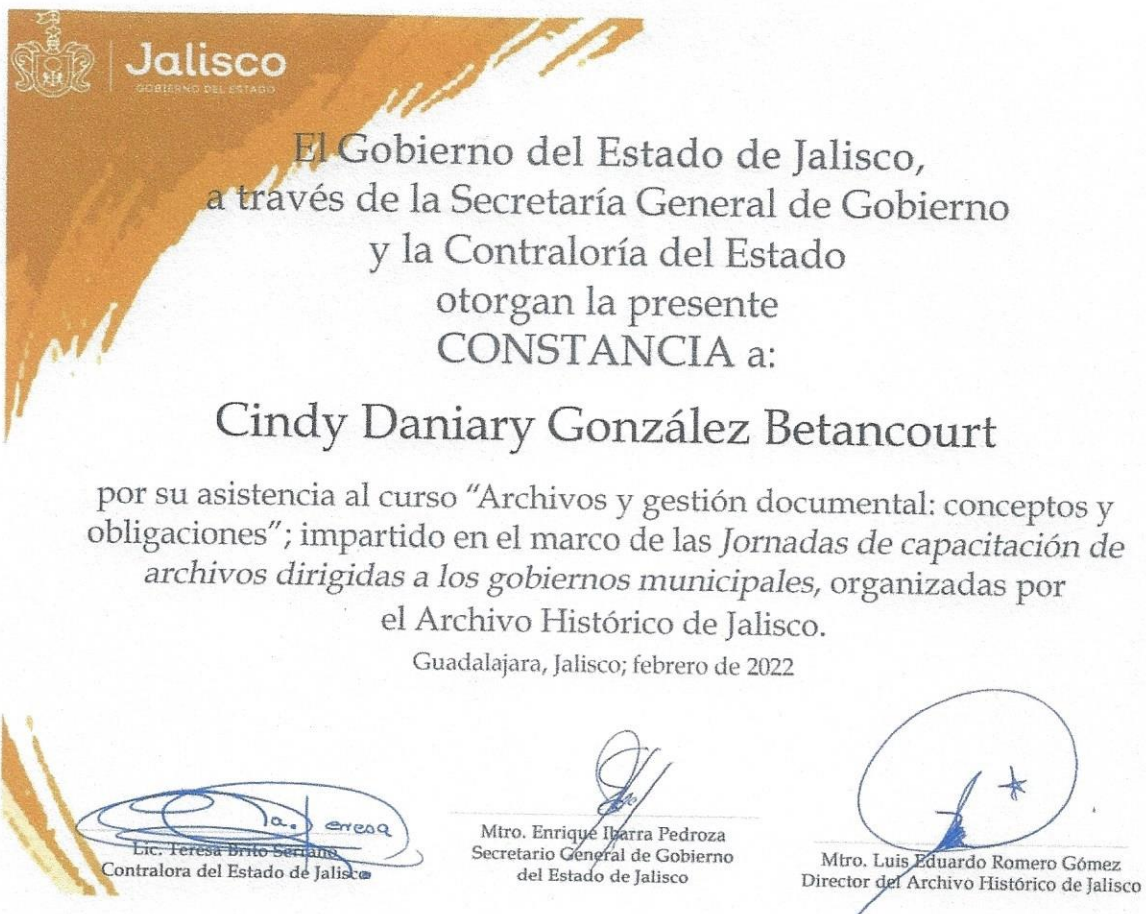 Jalisco
GOBIERNO DEL ESTADO
El Gobierno del Estado de Jalisco,
a través de la Secretaría General de Gobierno
y la Contraloría del Estado
otorgan la presente
CONSTANCIA a:
Cindy Daniary González Betancourt
por su asistencia al curso "Archivos y gestión documental: conceptos y
obligaciones"; impartido en el marco de las Jornadas de capacitación de
archivos dirigidas a los gobiernos municipales, organizadas por
el Archivo Histórico de Jalisco.
Guadalajara, Jalisco; febrero de 2022
Ma. Teresa
Lic. Teresa Brito Serrano
Contralora del Estado de Jalisco
Mtro. Enrique Ibarra Pedroza
Secretario General de Gobierno
del Estado de Jalisco
Mtro. Luis Eduardo Romero Gómez
Director del Archivo Histórico de Jalisco